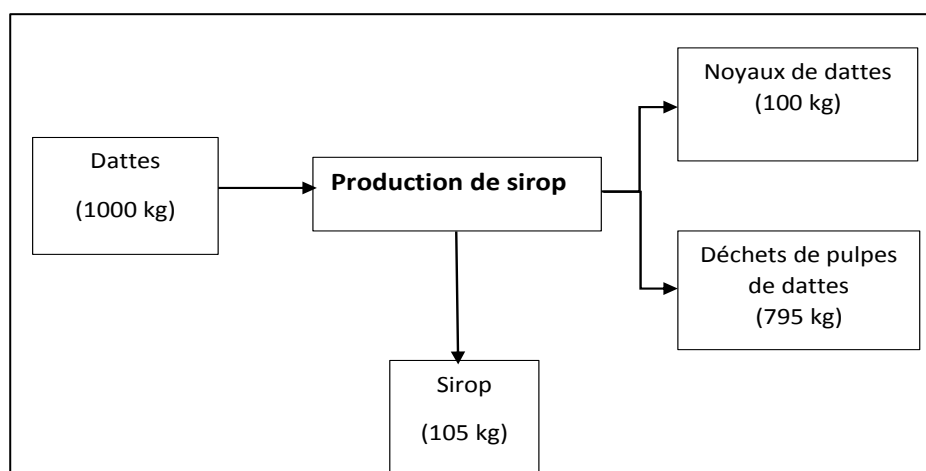 Dattes
(1000 kg)
Production de sirop
Noyaux de dattes
(100 kg)
Déchets de pulpes
de dattes
(795 kg)
Sirop
(105 kg)